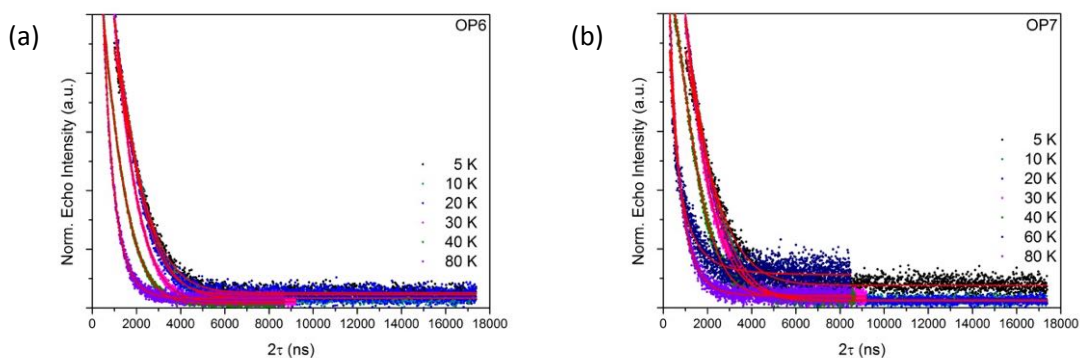 (a)
OP6
Norm. Echo Intensity (a.u.)
5 K
10 K
20 K
30 K
40 K
80 K
0 2000 4000 6000 8000 10000 12000 14000 16000 18000
2τ (ns)
(b)
OP7
Norm. Echo Intensity (a.u.)
5 K
10 K
20 K
30 K
40 K
60 K
80 K
0 2000 4000 6000 8000 10000 12000 14000 16000 18000
2τ (ns)